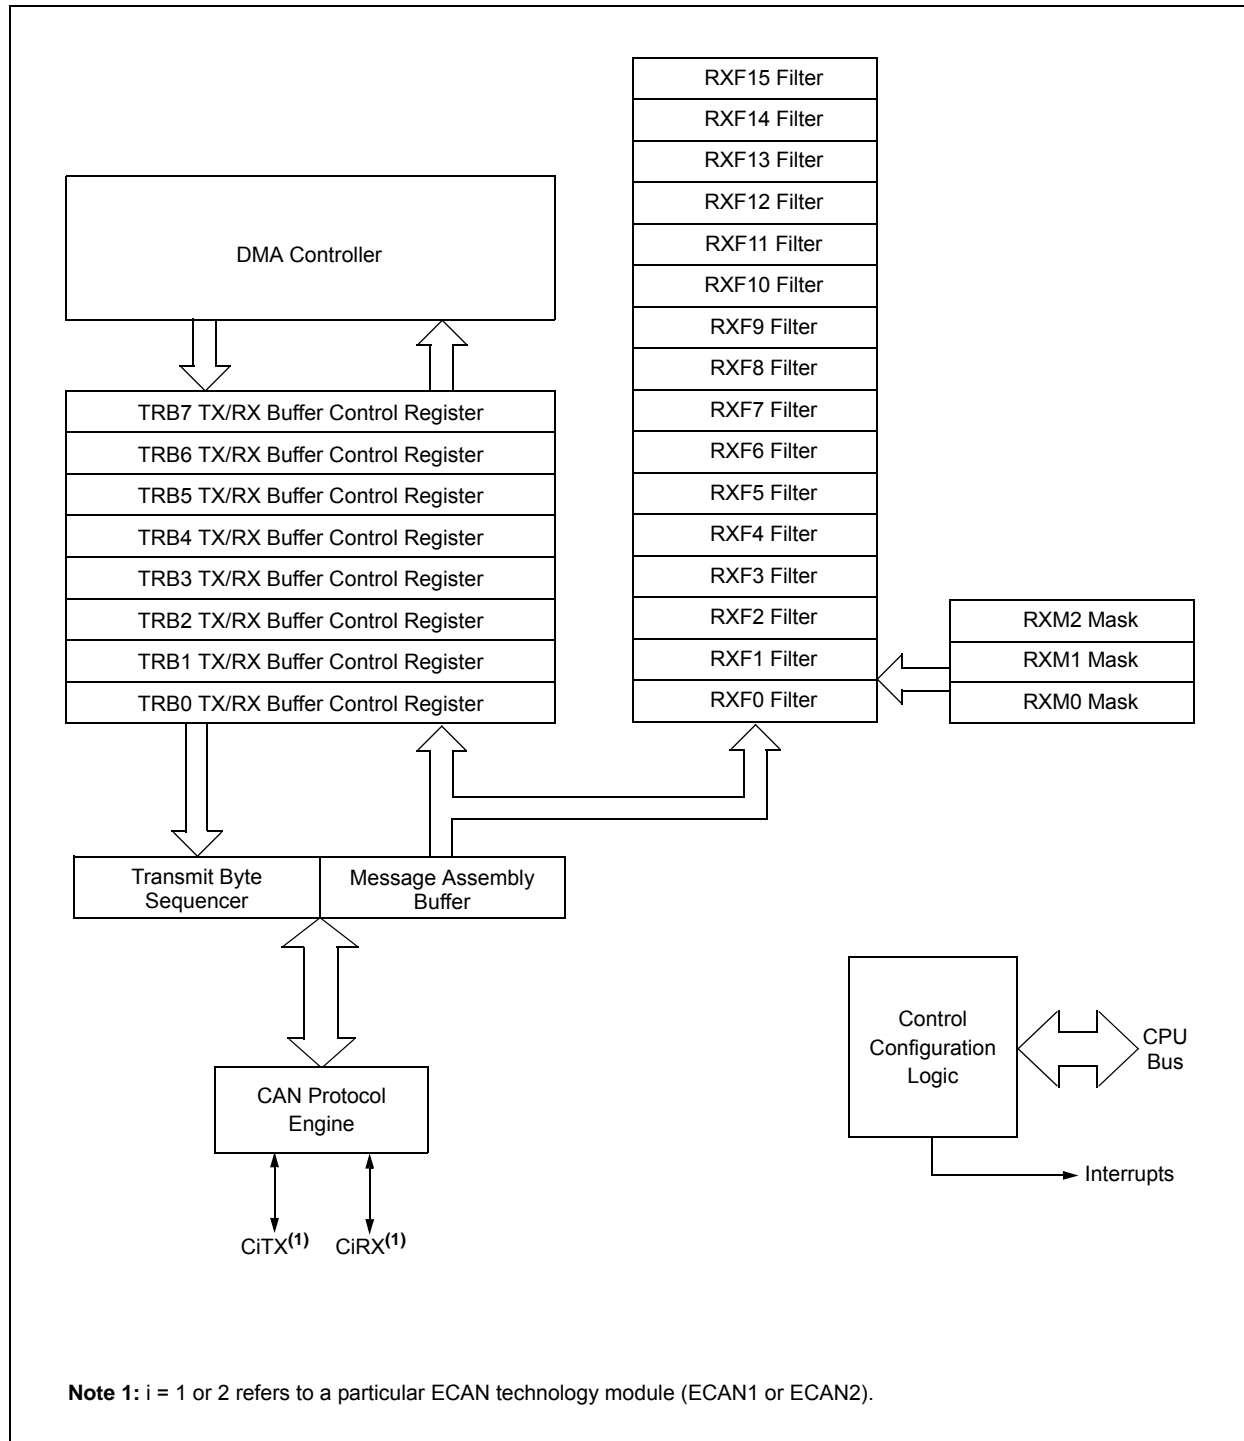 RXF15 Filter
RXF14 Filter
RXF13 Filter
RXF12 Filter
RXF11 Filter
RXF10 Filter
RXF9 Filter
RXF8 Filter
RXF7 Filter
RXF6 Filter
RXF5 Filter
RXF4 Filter
RXF3 Filter
RXF2 Filter
RXF1 Filter
RXF0 Filter
DMA Controller
TRB7 TX/RX Buffer Control Register
TRB6 TX/RX Buffer Control Register
TRB5 TX/RX Buffer Control Register
TRB4 TX/RX Buffer Control Register
TRB3 TX/RX Buffer Control Register
TRB2 TX/RX Buffer Control Register
TRB1 TX/RX Buffer Control Register
TRB0 TX/RX Buffer Control Register
RXM2 Mask
RXM1 Mask
RXM0 Mask
Transmit Byte
Sequencer
Message Assembly
Buffer
CAN Protocol
Engine
CiTX(1)
CiRX(1)
Control
Configuration
Logic
CPU
Bus
Interrupts
Note 1: i = 1 or 2 refers to a particular ECAN technology module (ECAN1 or ECAN2).